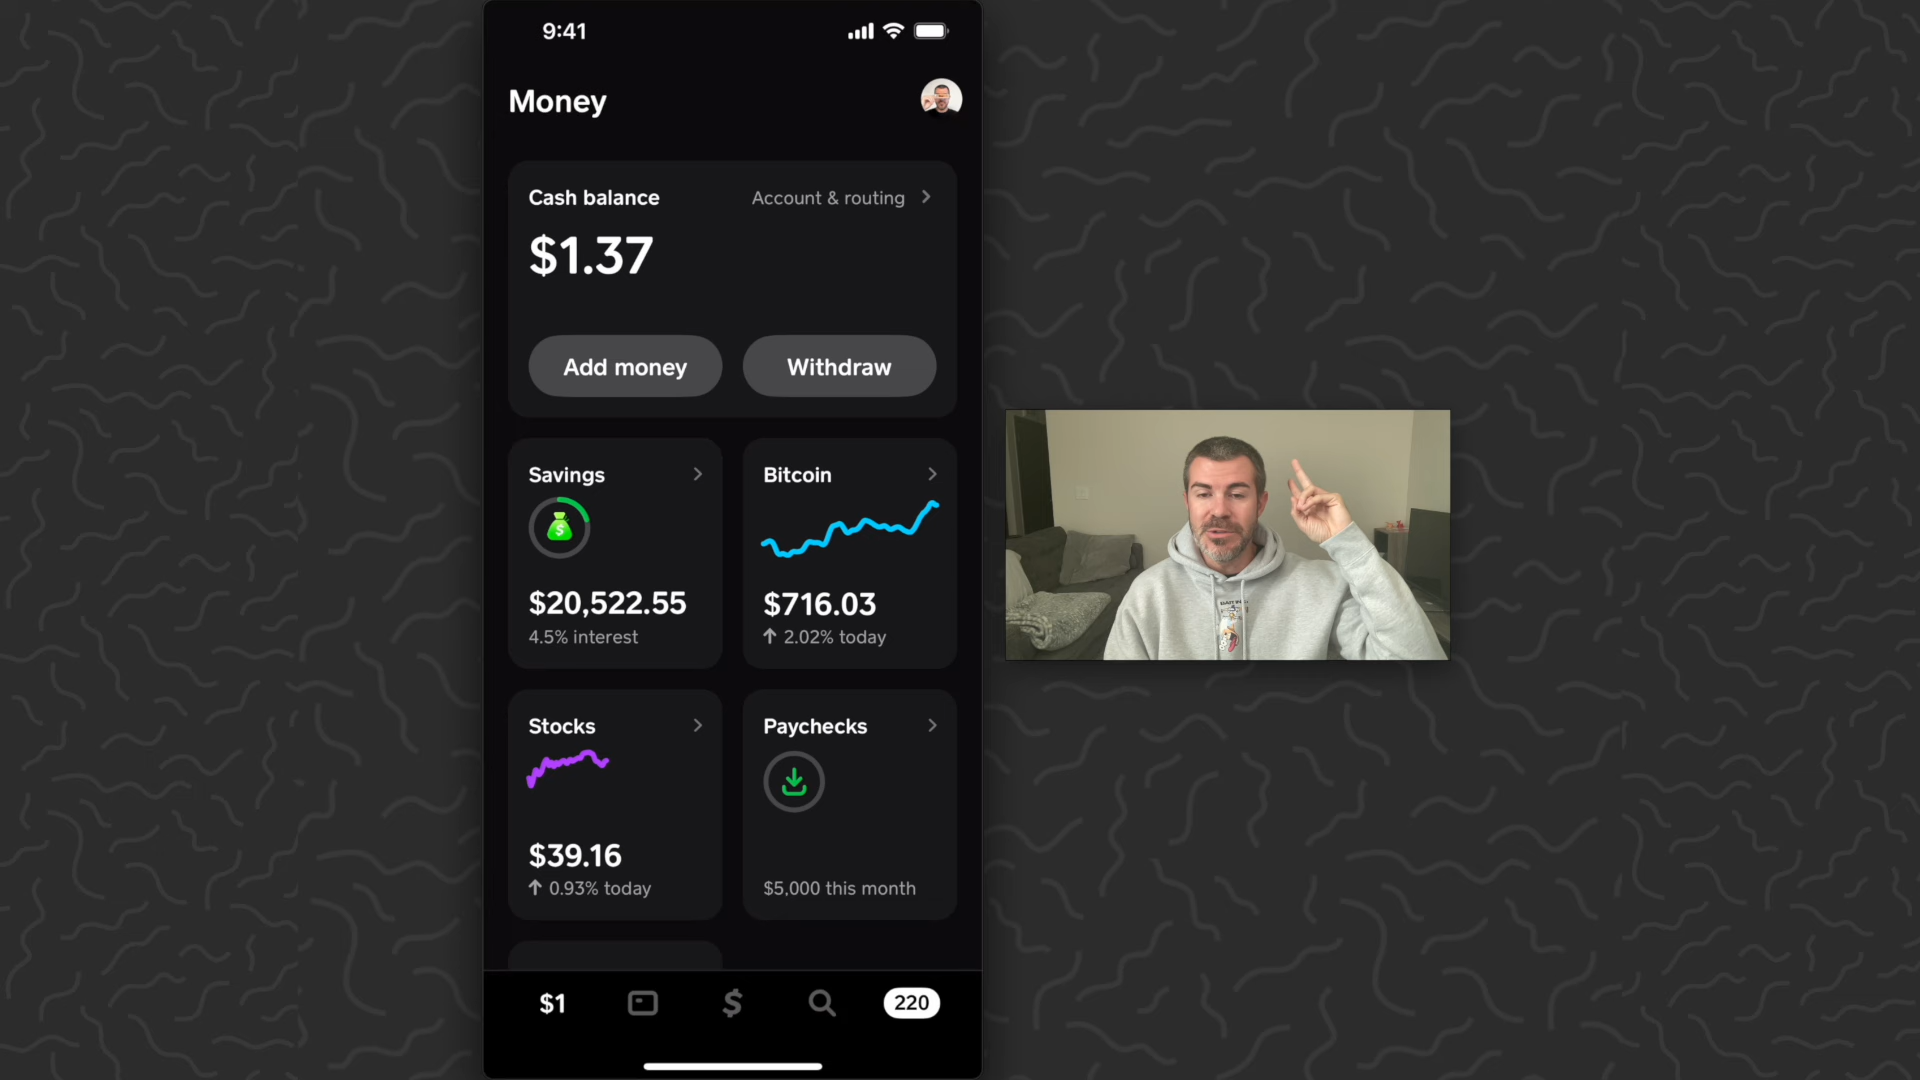 9:41
Money
Cash balance
Account & routing
$1.37
Add money
Withdraw
Savings
$20,522.55
4.5% interest
Bitcoin
$716.03
↑ 2.02% today
Stocks
$39.16
↑ 0.93% today
Paychecks
$5,000 this month
$1
220